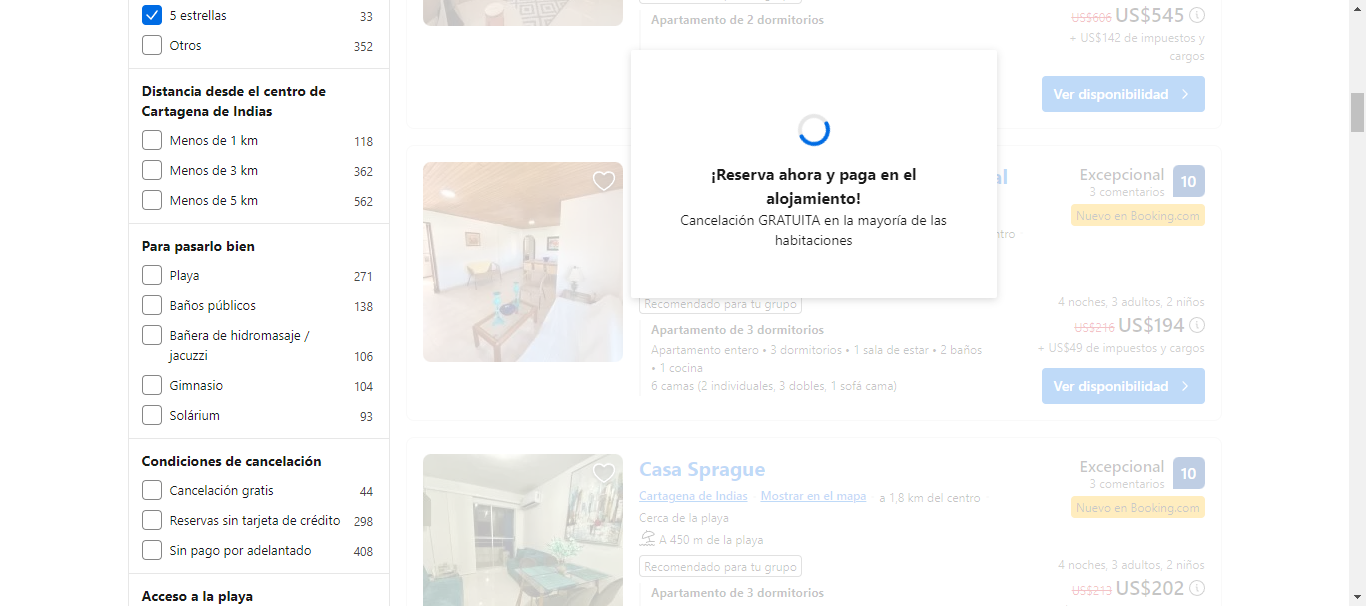 5 estrellas 33
Otros 352
Distancia desde el centro de
Cartagena de Indias
Menos de 1 km 118
Menos de 3 km 362
Menos de 5 km 562
Para pasarlo bien
Playa 271
Baños públicos 138
Bañera de hidromasaje /
jacuzzi 106
Gimnasio 104
Solárium 93
Condiciones de cancelación
Cancelación gratis 44
Reservas sin tarjeta de crédito 298
Sin pago por adelantado 408
Acceso a la playa
Apartamento de 2 dormitorios
US$606 US$545
+ US$142 de impuestos y
cargos
Ver disponibilidad
¡Reserva ahora y paga en el
alojamiento!
Cancelación GRATUITA en la mayoría de las
habitaciones
Excepcional 10
3 comentarios
Nuevo en Booking.com
Recomendado para tu grupo
Apartamento de 3 dormitorios
Apartamento entero • 3 dormitorios • 1 sala de estar • 2 baños
• 1 cocina
6 camas (2 individuales, 3 dobles, 1 sofá cama)
4 noches, 3 adultos, 2 niños
US$216 US$194
+ US$49 de impuestos y cargos
Ver disponibilidad
Casa Sprague
Cartagena de Indias Mostrar en el mapa a 1,8 km del centro
Cerca de la playa
A 450 m de la playa
Recomendado para tu grupo
Apartamento de 3 dormitorios
Excepcional 10
3 comentarios
Nuevo en Booking.com
4 noches, 3 adultos, 2 niños
US$213 US$202